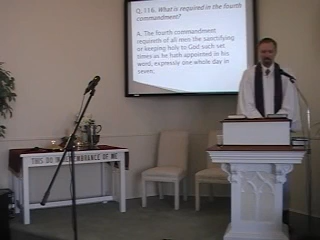 Q. 116. What is required in the fourth
commandment?
A. The fourth commandment
requireth of all men the sanctifying
or keeping holy to God such set
times as he hath appointed in his
word, expressly one whole day in
seven;
THIS DO IN REMEMBRANCE OF ME